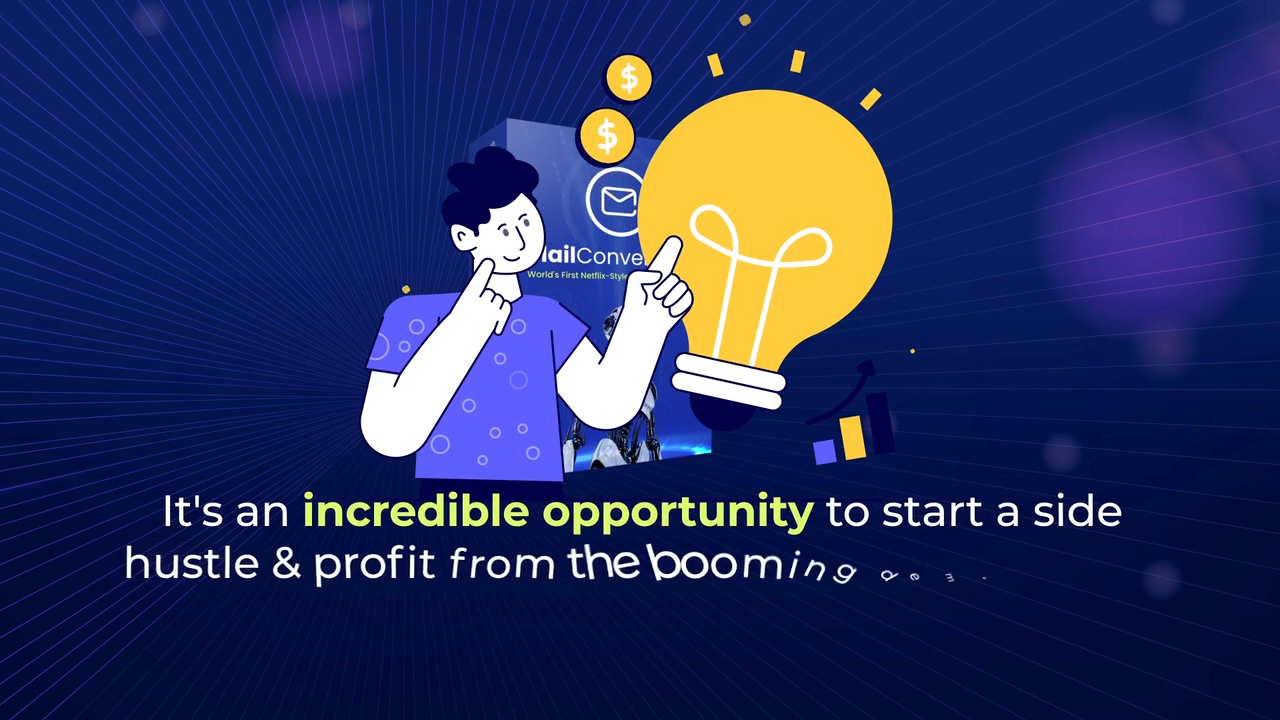 $
$
ailConve
World's First Netflix-Style
It's an incredible opportunity to start a side
hustle & profit from the booming